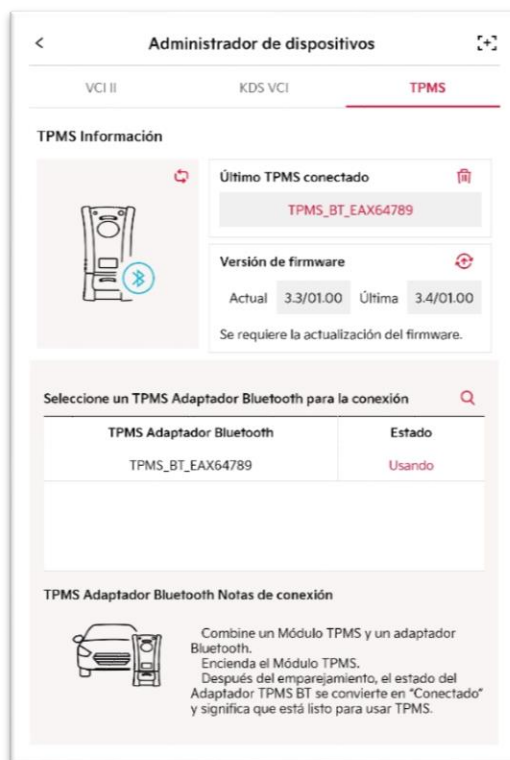 Administrador de dispositivos
VCI II KDS VCI TPMS
TPMS Información
Último TPMS conectado
TPMS_BT_EAX64789
Versión de firmware
Actual 3.3/01.00 Última 3.4/01.00
Se requiere la actualización del firmware.
Seleccione un TPMS Adaptador Bluetooth para la conexión
TPMS Adaptador Bluetooth Estado
TPMS_BT_EAX64789 Usando
TPMS Adaptador Bluetooth Notas de conexión
Combine un Módulo TPMS y un adaptador
Bluetooth.
Encienda el Módulo TPMS.
Después del emparejamiento, el estado del
Adaptador TPMS BT se convierte en "Conectado"
y significa que está listo para usar TPMS.